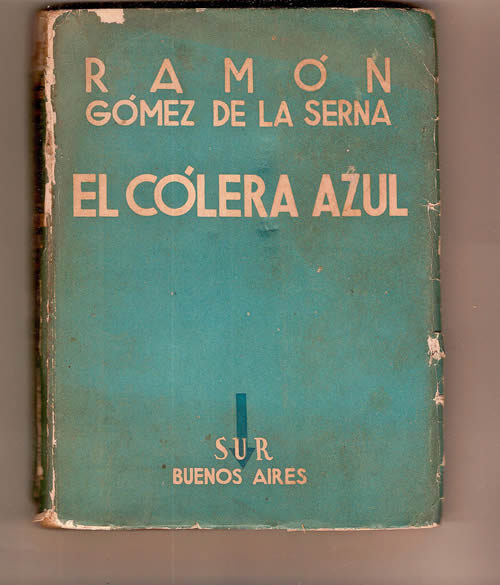 RAMÓN
GÓMEZ DE LA SERNA
EL CÓLERA AZUL
SUR
BUENOS AIRES